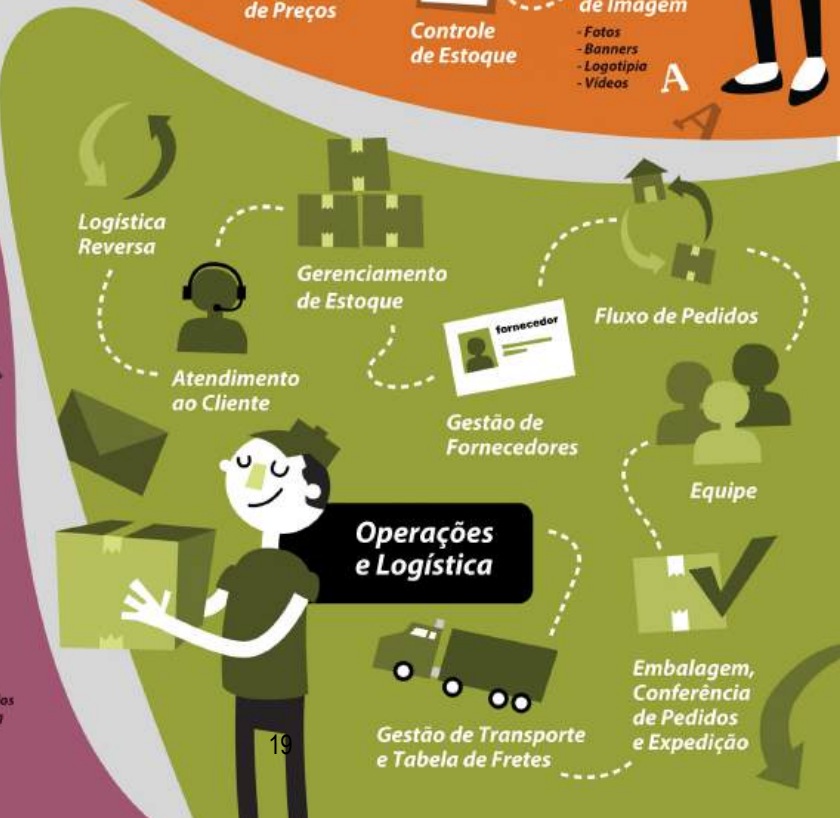 de Preços
Controle
de Estoque
de Imagem
- Fotos
- Banners
- Logotipia
- Vídeos
A
A
Logística
Reversa
Gerenciamento
de Estoque
Atendimento
ao Cliente
fornecedor
Gestão de
Fornecedores
Fluxo de Pedidos
Equipe
Operações
e Logística
Embalagem,
Conferência
de Pedidos
e Expedição
Gestão de Transporte
e Tabela de Fretes
19